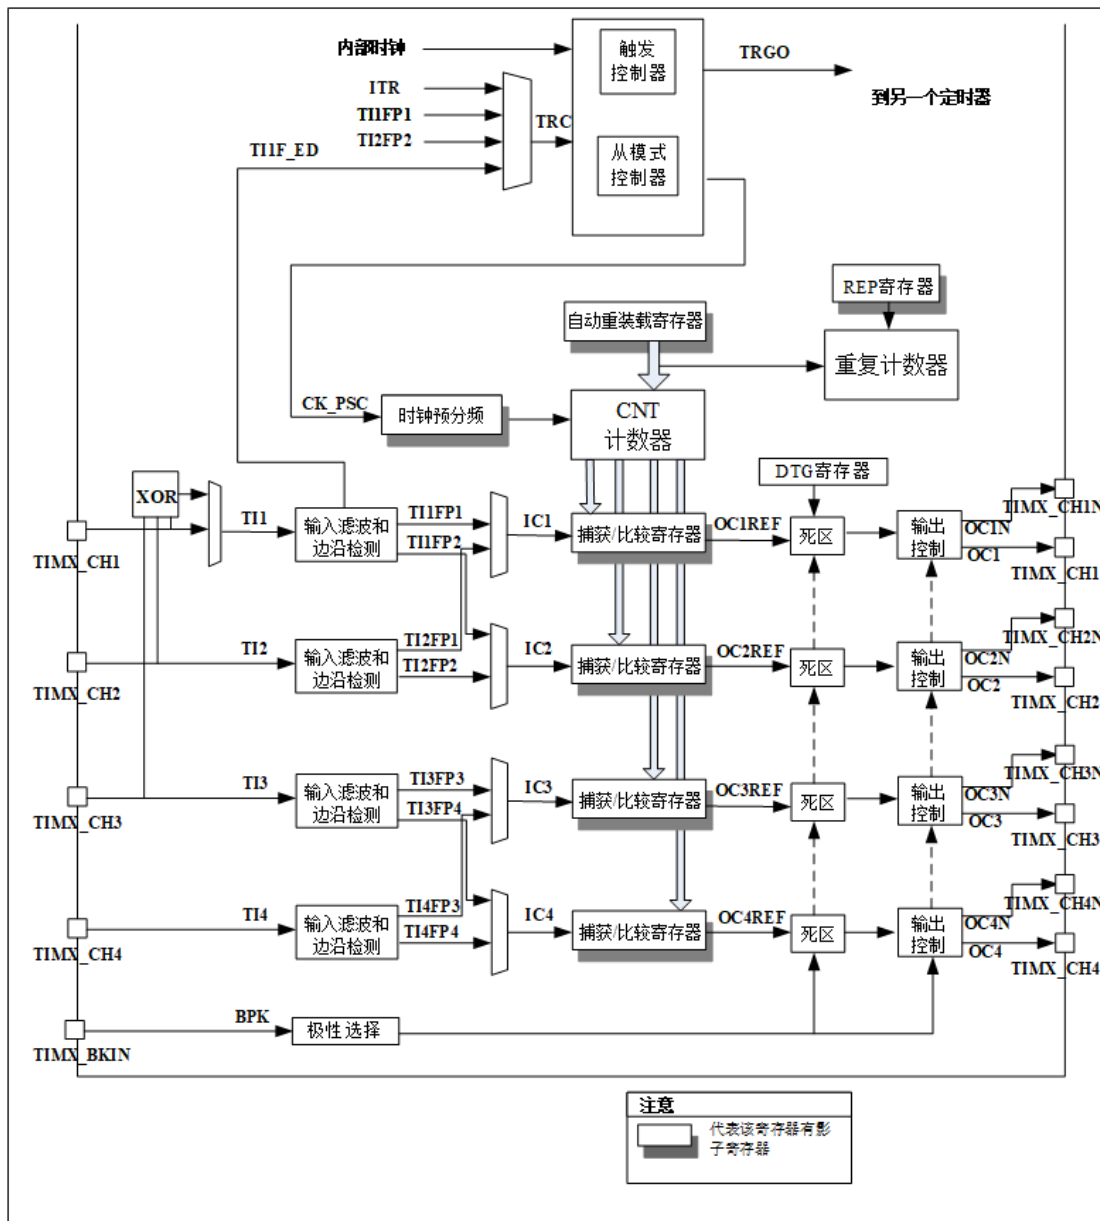 内部时钟
触发
控制器
TRGO
ITR
到另一个定时器
TI1FP1
TRC
TI2FP2
TI1F_ED
从模式
控制器
REP寄存器
自动重装载寄存器
重复计数器
CK_PSC
时钟预分频
CNT
计数器
DTG寄存器
XOR
TI1
输入滤波和
边沿检测
TI1FP1
TI1FP2
IC1
捕获/比较寄存器
OC1REF
死区
输出
控制
OC1N
OC1
TIMX_CH1N
TIMX_CH1
TIMX_CH1
TI2
输入滤波和
边沿检测
TI2FP1
TI2FP2
IC2
捕获/比较寄存器
OC2REF
死区
输出
控制
OC2N
OC2
TIMX_CH2N
TIMX_CH2
TIMX_CH2
TI3
输入滤波和
边沿检测
TI3FP3
TI3FP4
IC3
捕获/比较寄存器
OC3REF
死区
输出
控制
OC3N
OC3
TIMX_CH3N
TIMX_CH3
TIMX_CH3
TI4
输入滤波和
边沿检测
TI4FP3
TI4FP4
IC4
捕获/比较寄存器
OC4REF
死区
输出
控制
OC4N
OC4
TIMX_CH4N
TIMX_CH4
TIMX_CH4
BPK
极性选择
TIMX_BKIN
注意
代表该寄存器有影
子寄存器